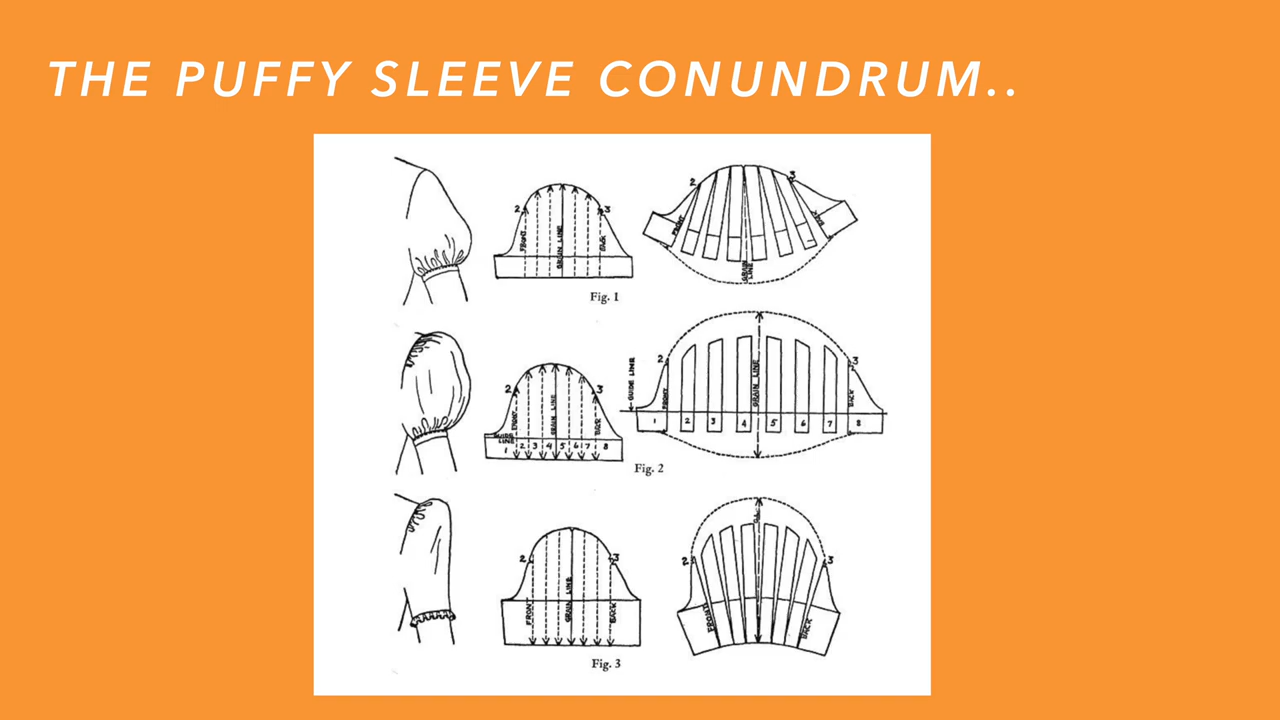 THE PUFFY SLEEVE CONUNDRUM..
2 3
FRONT GRAIN LINE BACK
2 3
FRONT GRAIN LINE BACK
Fig. 1
2 3
FRONT GRAIN LINE BACK
GUIDE LINE
1 2 3 4 5 6 7 8
GUIDE LINE
2 3
FRONT GRAIN LINE BACK
1 2 3 4 5 6 7 8
Fig. 2
2 3
FRONT GRAIN LINE BACK
2 3
FRONT BACK
Fig. 3